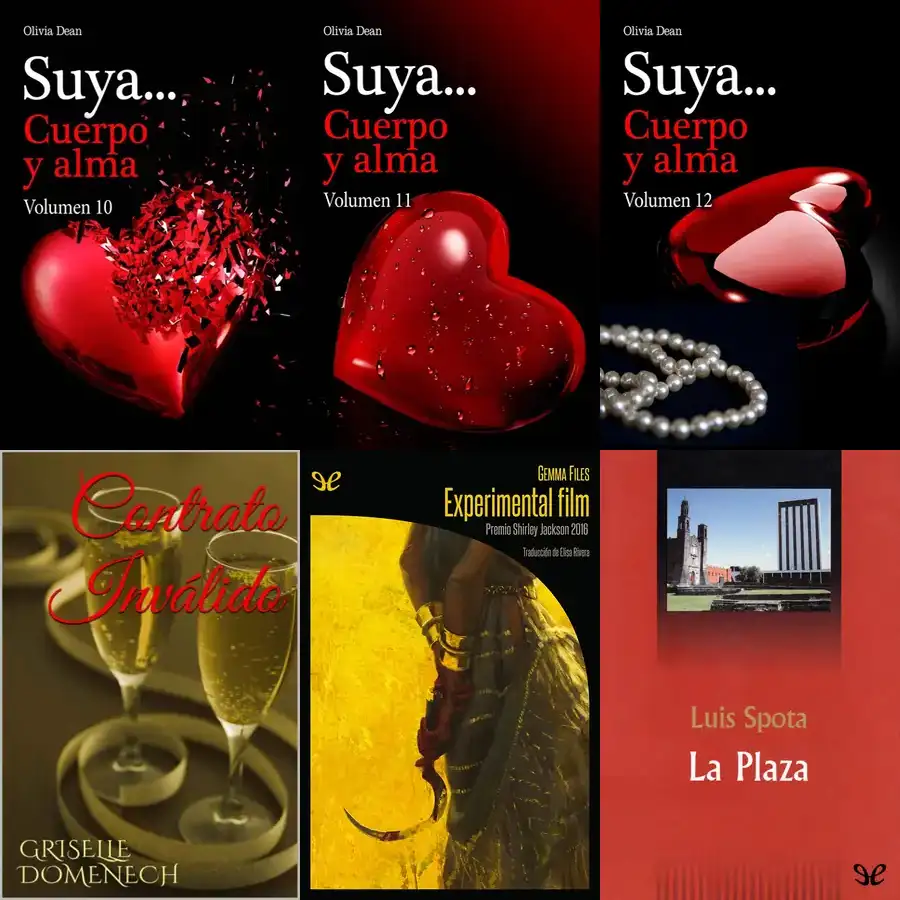 Olivia Dean
Suya...
Cuerpo
y alma
Volumen 10
Olivia Dean
Suya...
Cuerpo
y alma
Volumen 11
Olivia Dean
Suya...
Cuerpo
y alma
Volumen 12
Contrato
Inválido
GRISELLE
DOMENECH
GEMMA FILES
Experimental film
Premio Shirley Jackson 2016
Traducción de Elisa Rivera
Luis Spota
La Plaza